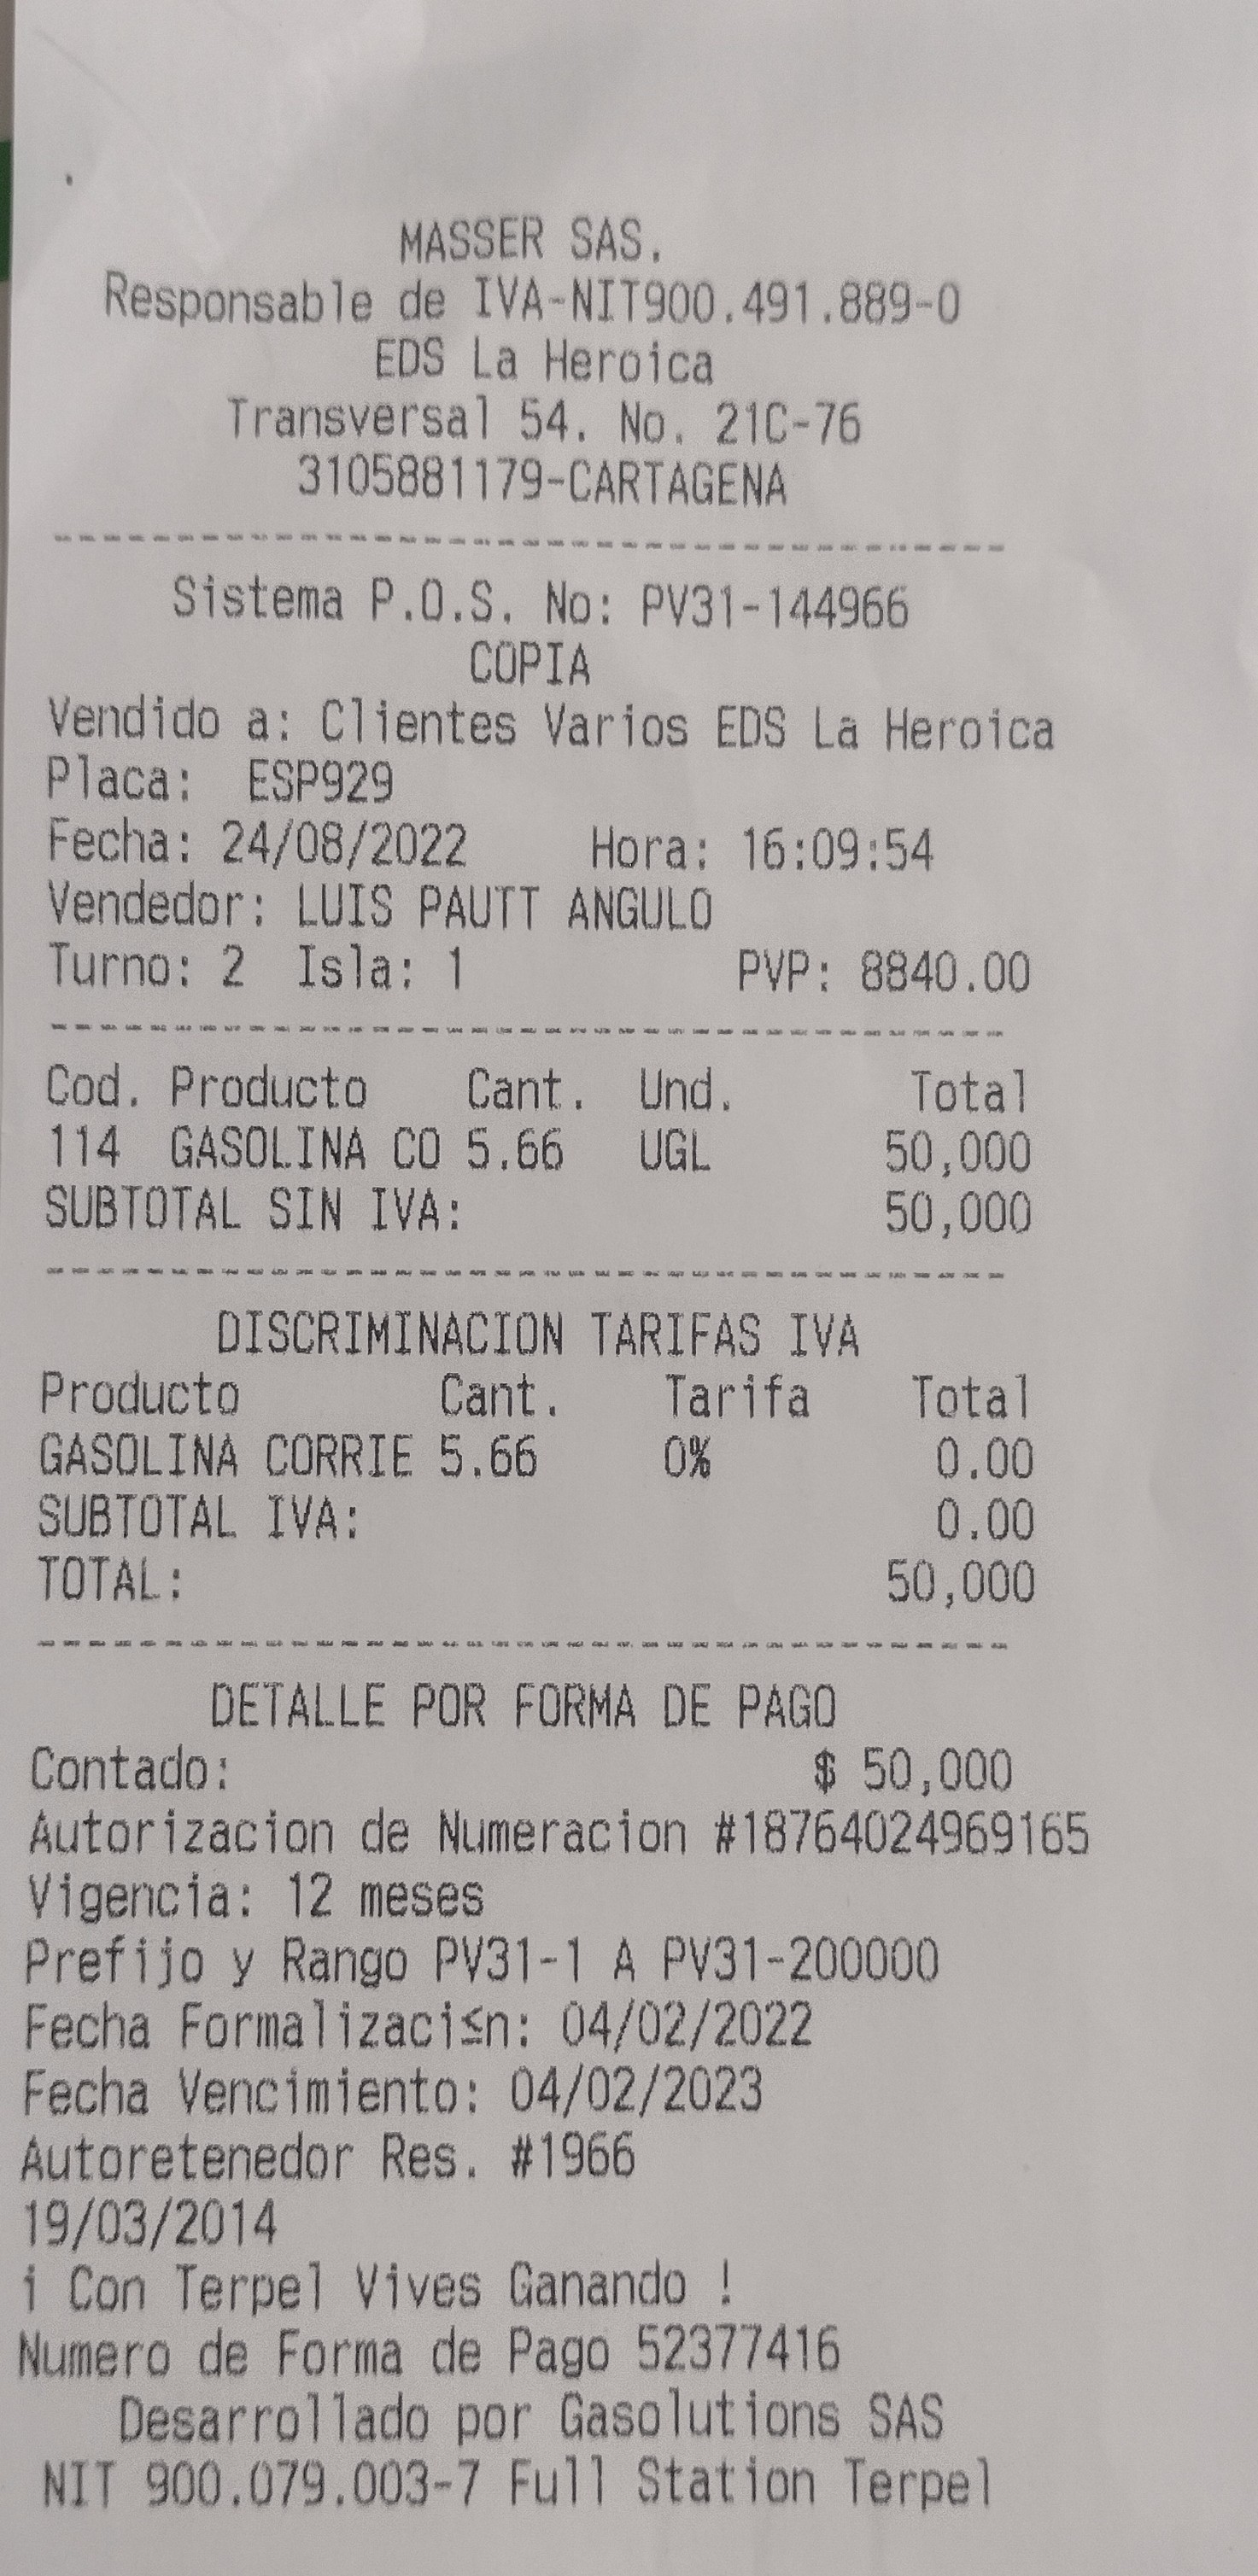 MASSER SAS.
Responsable de IVA-NIT900.491.889-0
EDS La Heroica
Transversal 54. No. 21C-76
3105881179-CARTAGENA
Sistema P.O.S. No: PV31-144966
COPIA
Vendido a: Clientes Varios EDS La Heroica
Placa: ESP929
Fecha: 24/08/2022 Hora: 16:09:54
Vendedor: LUIS PAUTT ANGULO
Turno: 2 Isla: 1 PVP: 8840.00
Cod. Producto Cant. Und. Total
114 GASOLINA CO 5.66 UGL 50,000
SUBTOTAL SIN IVA: 50,000
DISCRIMINACION TARIFAS IVA
Producto Cant. Tarifa Total
GASOLINA CORRIE 5.66 0% 0.00
SUBTOTAL IVA: 0.00
TOTAL: 50,000
DETALLE POR FORMA DE PAGO
Contado: $ 50,000
Autorizacion de Numeracion #18764024969165
Vigencia: 12 meses
Prefijo y Rango PV31-1 A PV31-200000
Fecha Formalizaci≤n: 04/02/2022
Fecha Vencimiento: 04/02/2023
Autoretenedor Res. #1966
19/03/2014
¡ Con Terpel Vives Ganando !
Numero de Forma de Pago 52377416
Desarrollado por Gasolutions SAS
NIT 900.079.003-7 Full Station Terpel